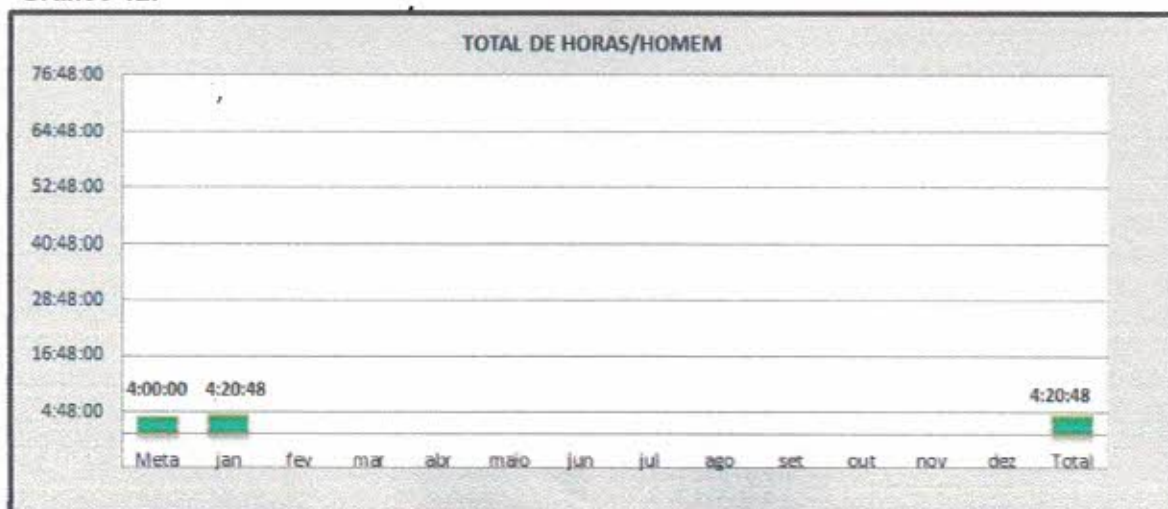 TOTAL DE HORAS/HOMEM
76:48:00
64:48:00
52:48:00
40:48:00
28:48:00
16:48:00
4:48:00
4:00:00 4:20:48 4:20:48
Meta jan fev mar abr maio jun jul ago set out nov dez Total